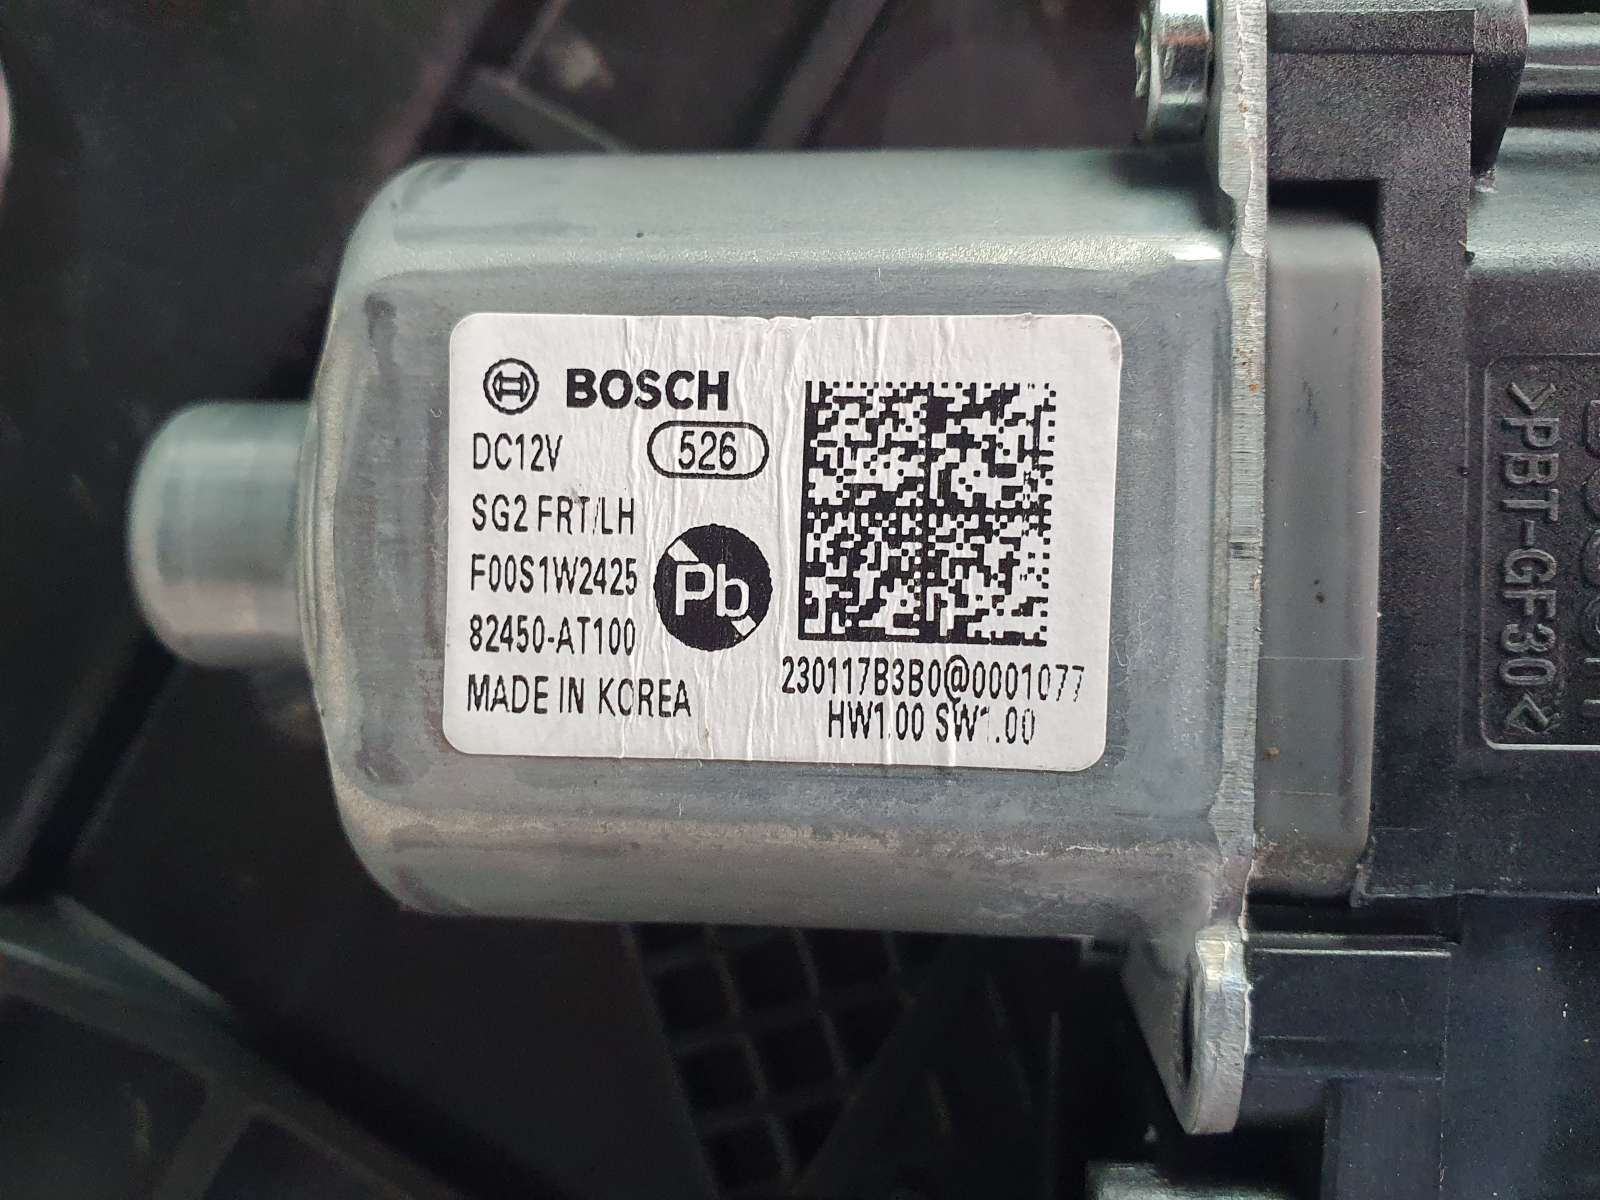 BOSCH
DC12V
526
SG2 FRT/LH
F00S1W2425
Pb
82450-AT100
MADE IN KOREA
230117B3B0@0001077
HW1.00 SW1.00
>PBT-GF30<